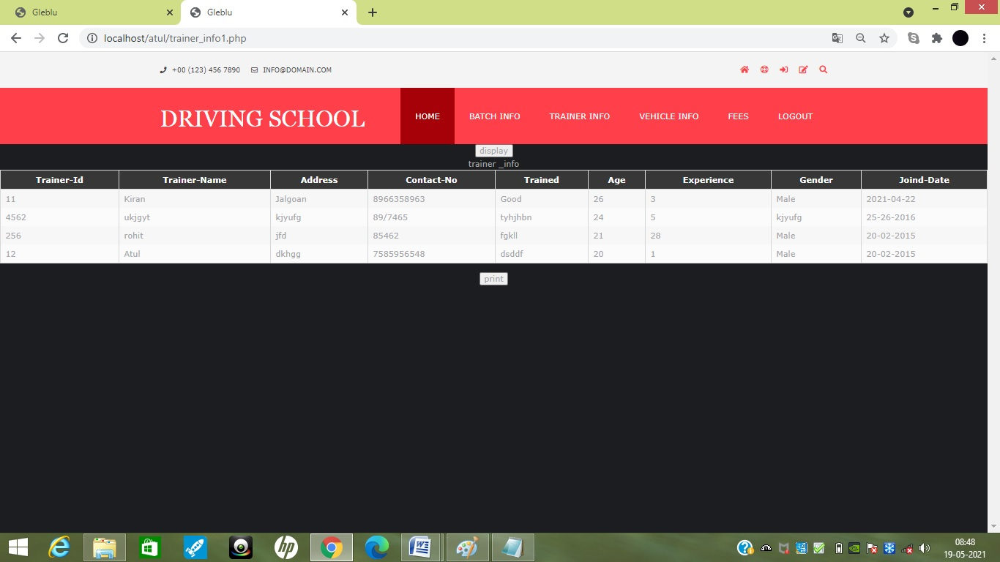 Gleblu
Gleblu
localhost/atul/trainer_info1.php
+00 (123) 456 7890 INFO@DOMAIN.COM
DRIVING SCHOOL HOME BATCH INFO TRAINER INFO VEHICLE INFO FEES LOGOUT
display
trainer _info
Trainer-Id Trainer-Name Address Contact-No Trained Age Experience Gender Joind-Date
11 Kiran Jalgoan 8966358963 Good 26 3 Male 2021-04-22
4562 ukjgyt kjyufg 89/7465 tyhjhbn 24 5 kjyufg 25-26-2016
256 rohit jfd 85462 fgkll 21 28 Male 20-02-2015
12 Atul dkhgg 7585956548 dsddf 20 1 Male 20-02-2015
print
08:48
19-05-2021